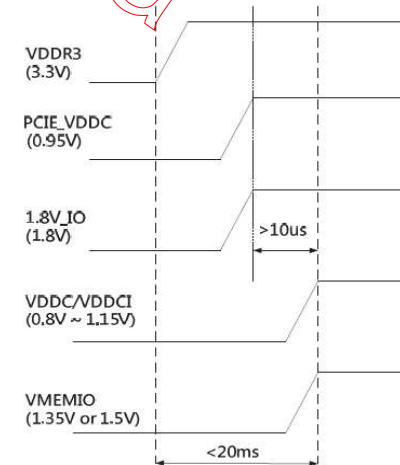 VDDR3
(3.3V)
PCIE_VDDC
(0.95V)
1.8V_IO
(1.8V)
>10us
VDDC/VDDCI
(0.8V ~ 1.15V)
VMEMIO
(1.35V or 1.5V)
<20ms